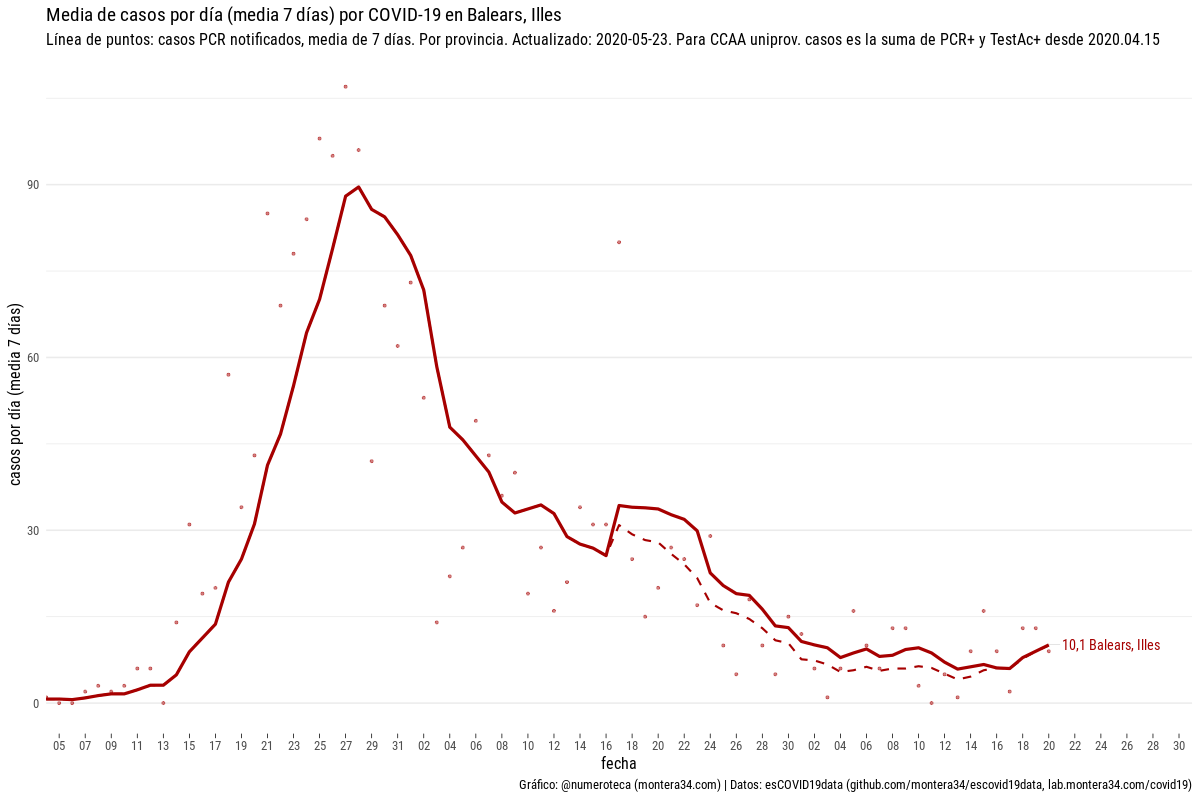 Media de casos por día (media 7 días) por COVID-19 en Balears, Illes
Línea de puntos: casos PCR notificados, media de 7 días. Por provincia. Actualizado: 2020-05-23. Para CCAA uniprov. casos es la suma de PCR+ y TestAc+ desde 2020.04.15
casos por día (media 7 días)
90
60
30
0
10,1 Balears, Illes
05 07 09 11 13 15 17 19 21 23 25 27 29 31 02 04 06 08 10 12 14 16 18 20 22 24 26 28 30 02 04 06 08 10 12 14 16 18 20 22 24 26 28 30
fecha
Gráfico: @numeroteca (montera34.com) | Datos: esCOVID19data (github.com/montera34/escovid19data, lab.montera34.com/covid19)